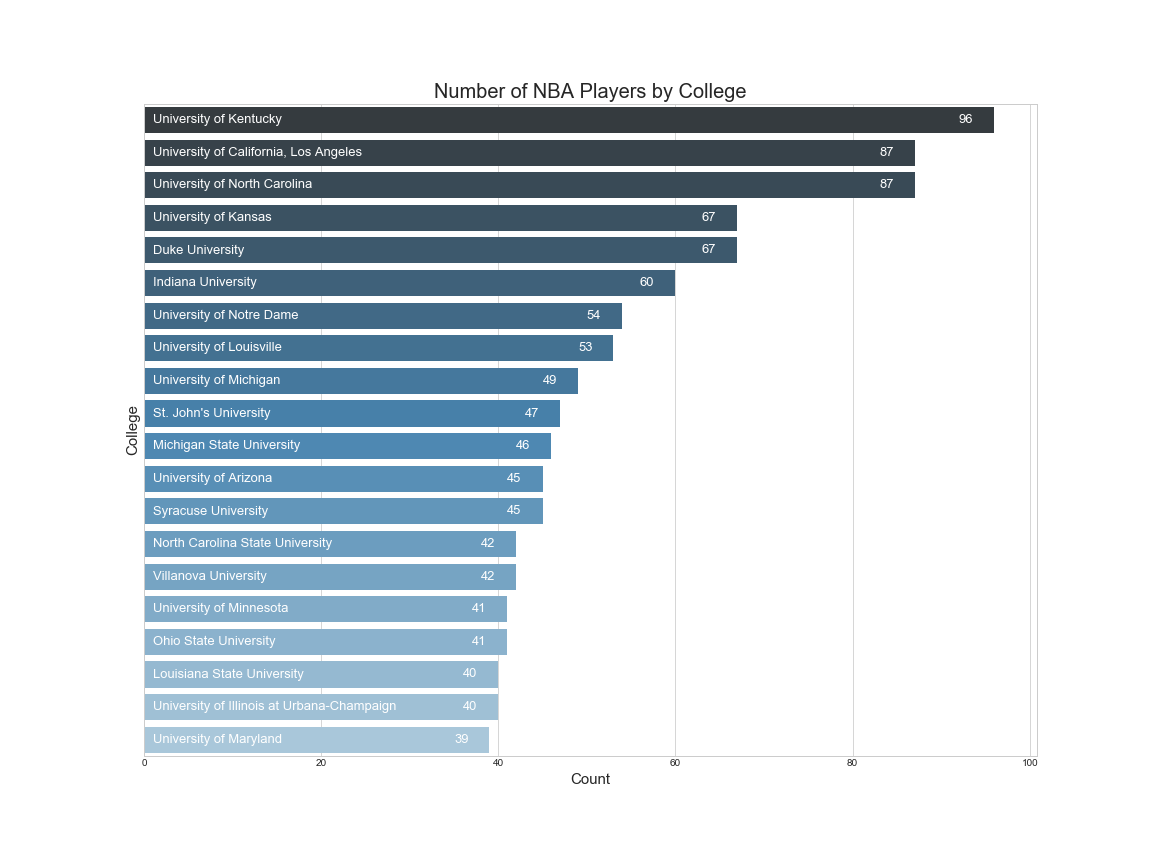 Number of NBA Players by College
University of Kentucky 96
University of California, Los Angeles 87
University of North Carolina 87
University of Kansas 67
Duke University 67
Indiana University 60
University of Notre Dame 54
University of Louisville 53
University of Michigan 49
St. John's University 47
Michigan State University 46
University of Arizona 45
Syracuse University 45
North Carolina State University 42
Villanova University 42
University of Minnesota 41
Ohio State University 41
Louisiana State University 40
University of Illinois at Urbana-Champaign 40
University of Maryland 39
College
0 20 40 60 80 100
Count